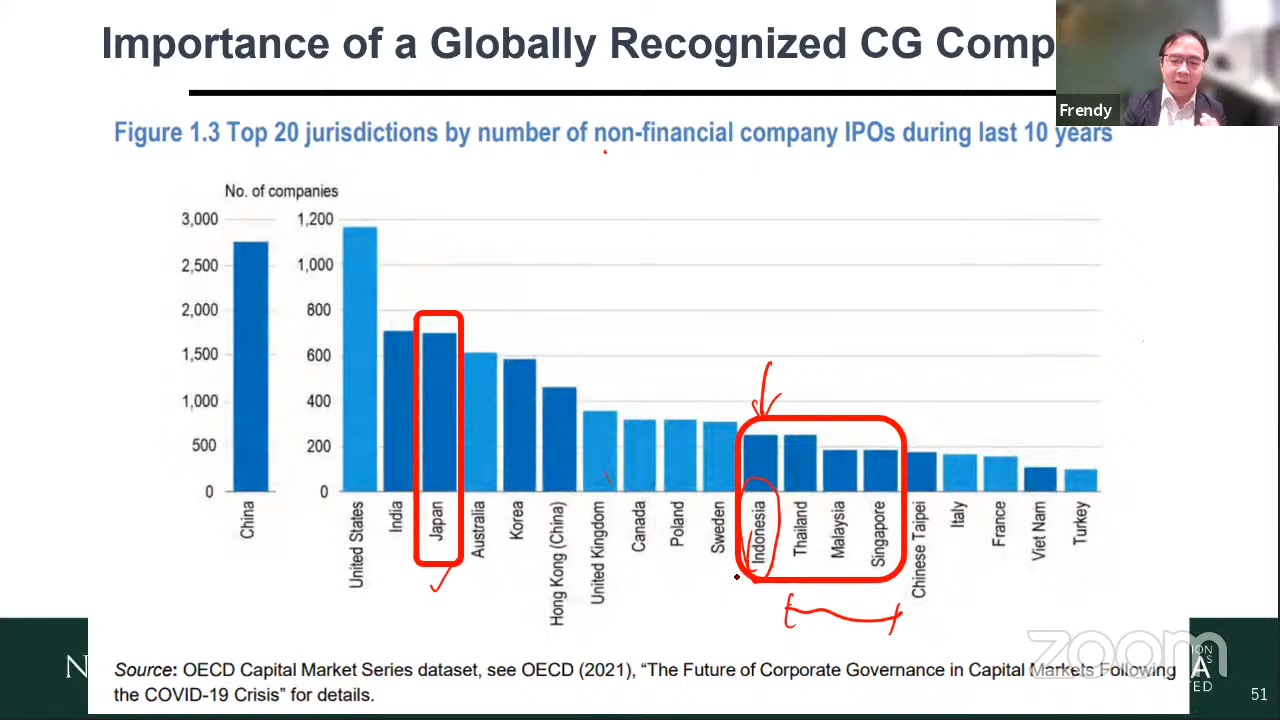 Importance of a Globally Recognized CG Comp
Frendy
Figure 1.3 Top 20 jurisdictions by number of non-financial company IPOs during last 10 years
No. of companies
3,000
2,500
2,000
1,500
1,000
500
0
1,200
1,000
800
600
400
200
0
China
United States
India
Japan
Australia
Korea
Hong Kong (China)
United Kingdom
Canada
Poland
Sweden
Indonesia
Thailand
Malaysia
Singapore
Chinese Taipei
Italy
France
Viet Nam
Turkey
zoom
Source: OECD Capital Market Series dataset, see OECD (2021), “The Future of Corporate Governance in Capital Markets Following
the COVID-19 Crisis” for details.
51